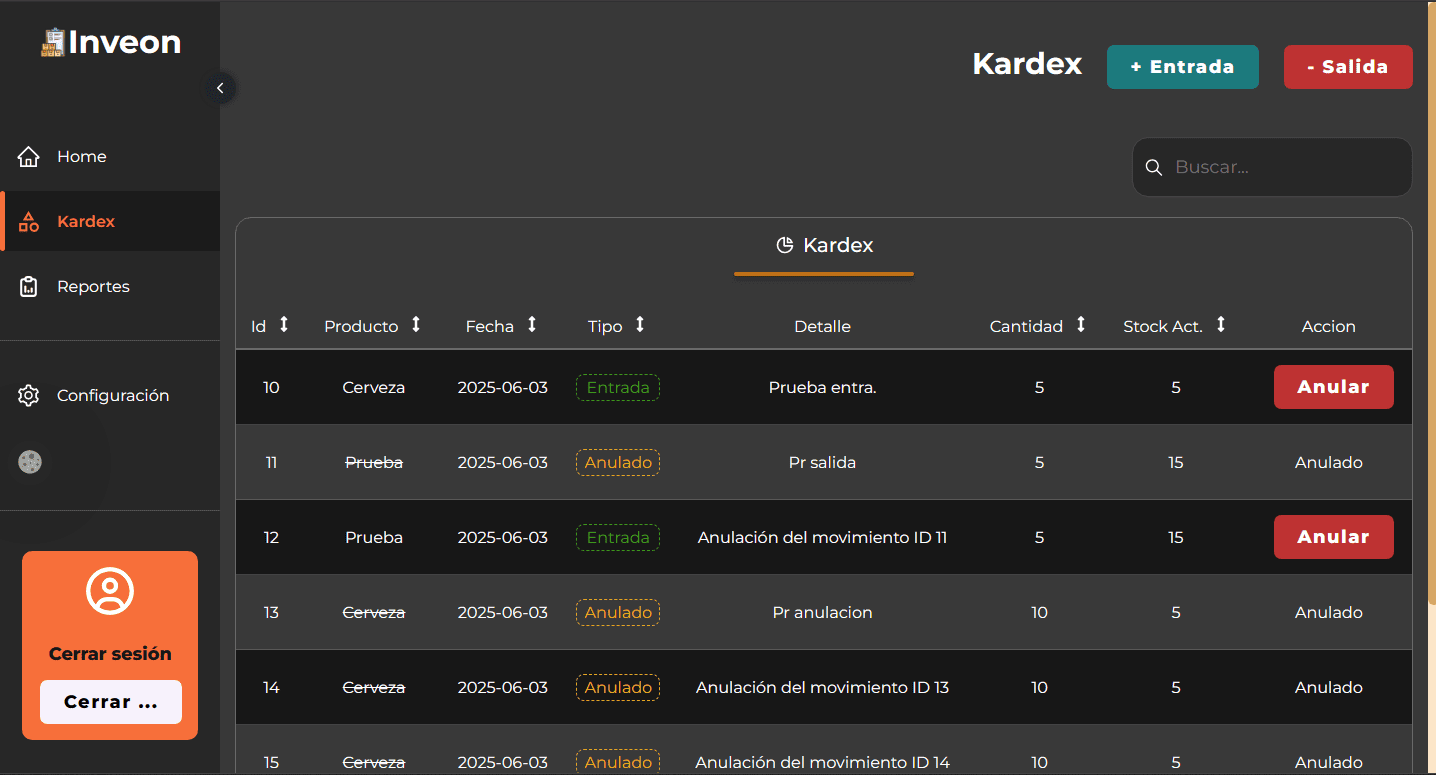 Inveon
Home
Kardex
Reportes
Configuración
Cerrar sesión
Cerrar ...
Kardex
+ Entrada
- Salida
Buscar...
Kardex
Id Producto Fecha Tipo Detalle Cantidad Stock Act. Accion
10 Cerveza 2025-06-03 Entrada Prueba entra. 5 5 Anular
11 Prueba 2025-06-03 Anulado Pr salida 5 15 Anulado
12 Prueba 2025-06-03 Entrada Anulación del movimiento ID 11 5 15 Anular
13 Cerveza 2025-06-03 Anulado Pr anulacion 10 5 Anulado
14 Cerveza 2025-06-03 Anulado Anulación del movimiento ID 13 10 5 Anulado
15 Cerveza 2025-06-03 Anulado Anulación del movimiento ID 14 10 5 Anulado